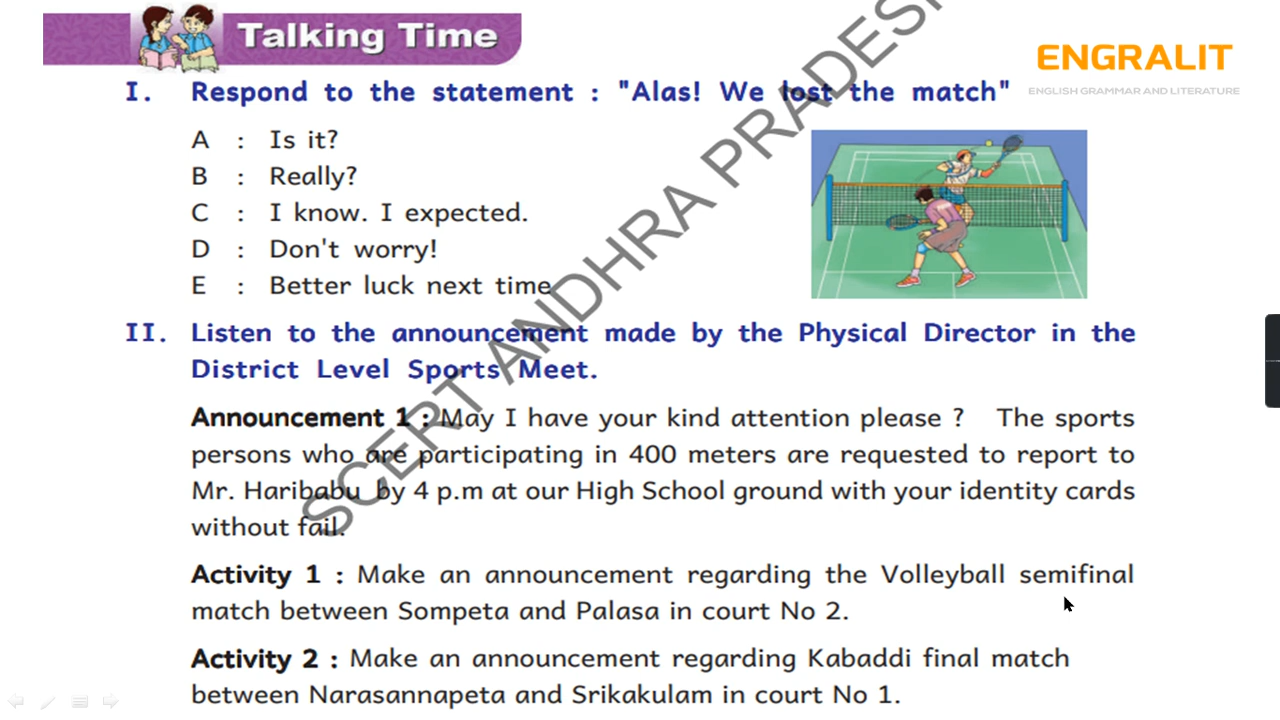 Talking Time
ENGRALIT
ENGLISH GRAMMAR AND LITERATURE
I. Respond to the statement : "Alas! We lost the match"
A : Is it?
B : Really?
C : I know. I expected.
D : Don't worry!
E : Better luck next time
II. Listen to the announcement made by the Physical Director in the
District Level Sports Meet.
Announcement 1 : May I have your kind attention please ? The sports
persons who are participating in 400 meters are requested to report to
Mr. Haribabu by 4 p.m at our High School ground with your identity cards
without fail.
Activity 1 : Make an announcement regarding the Volleyball semifinal
match between Sompeta and Palasa in court No 2.
Activity 2 : Make an announcement regarding Kabaddi final match
between Narasannapeta and Srikakulam in court No 1.
SCERT ANDHRA PRADESH